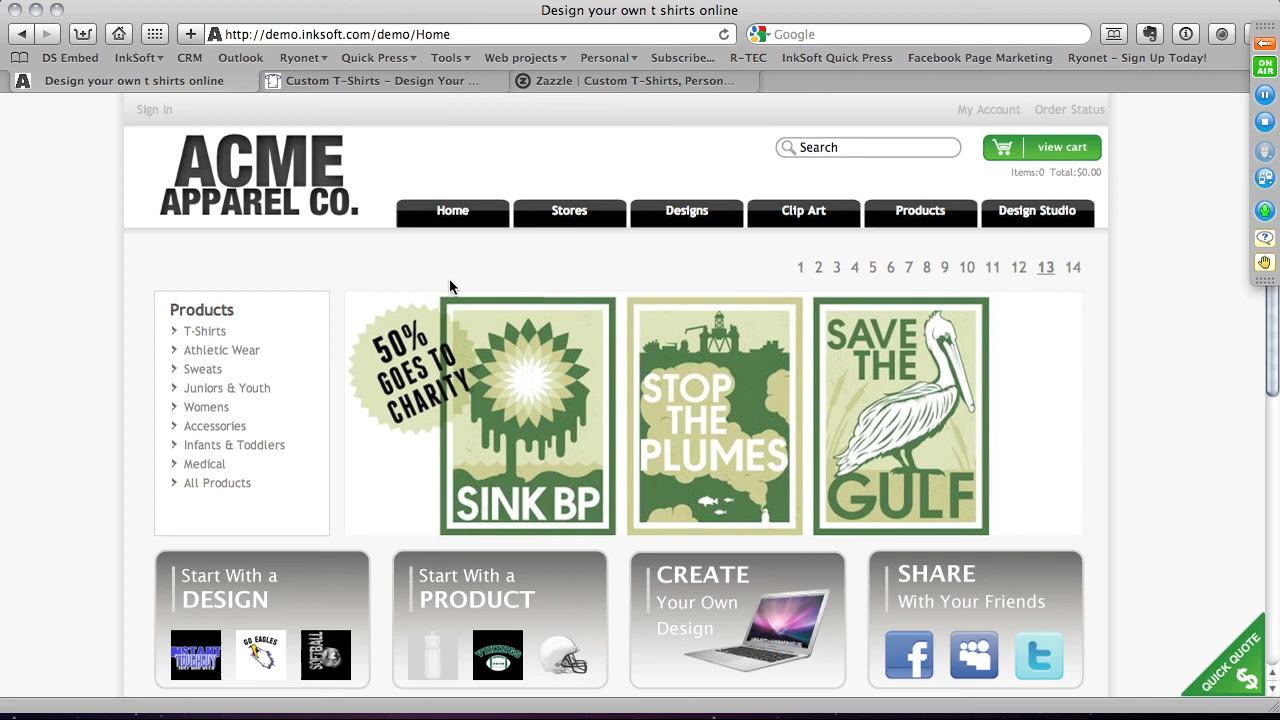 Design your own t shirts online
http://demo.inksoft.com/demo/Home
Google
DS Embed InkSoft CRM Outlook Ryonet Quick Press Tools Web projects Personal Subscribe... R-TEC InkSoft Quick Press Facebook Page Marketing Ryonet – Sign Up Today!
Design your own t shirts online
Custom T-Shirts – Design Your ...
Zazzle | Custom T-Shirts, Person...
ON AIR
Sign In
My Account Order Status
ACME
APPAREL CO.
Search
view cart
Items:0 Total:$0.00
Home Stores Designs Clip Art Products Design Studio
1 2 3 4 5 6 7 8 9 10 11 12 13 14
Products
T-Shirts
Athletic Wear
Sweats
Juniors & Youth
Womens
Accessories
Infants & Toddlers
Medical
All Products
50%
GOES TO
CHARITY
SINK BP
STOP
THE
PLUMES
SAVE
THE
GULF
Start With a
DESIGN
INSTANT
TOUGHGUY
GO EAGLES
SOFTBALL
Start With a
PRODUCT
VIKINGS
CREATE
Your Own
Design
SHARE
With Your Friends
QUICK QUOTE
$